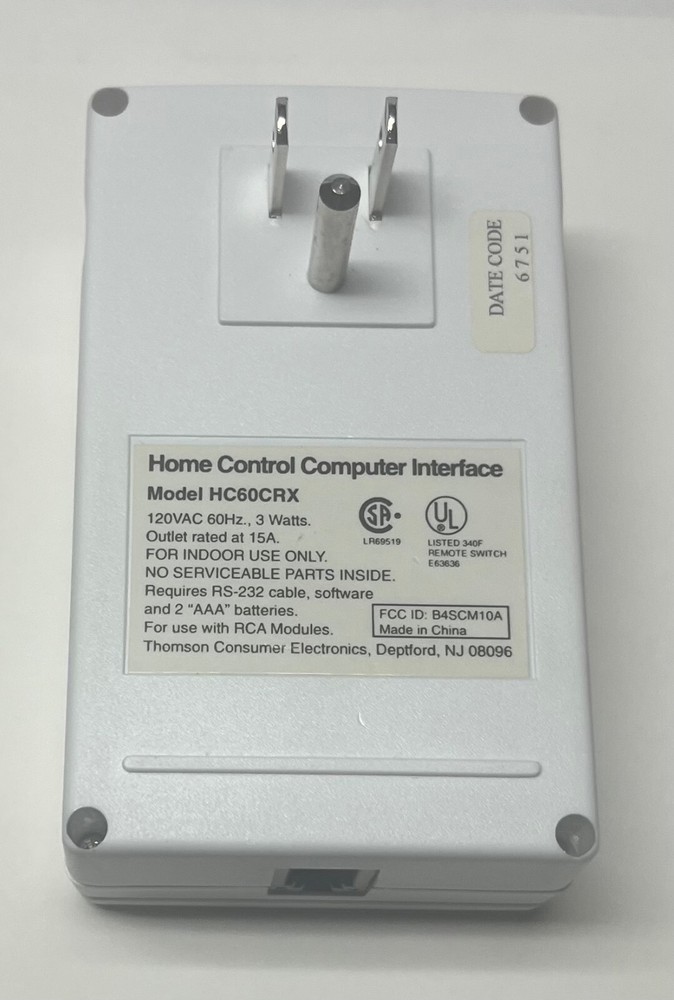 DATE CODE
6751
Home Control Computer Interface
Model HC60CRX
120VAC 60Hz., 3 Watts.
Outlet rated at 15A.
FOR INDOOR USE ONLY.
NO SERVICEABLE PARTS INSIDE.
Requires RS-232 cable, software
and 2 “AAA” batteries.
For use with RCA Modules.
Thomson Consumer Electronics, Deptford, NJ 08096
SA
LR69519
UL
®
LISTED 340F
REMOTE SWITCH
E63636
FCC ID: B4SCM10A
Made in China